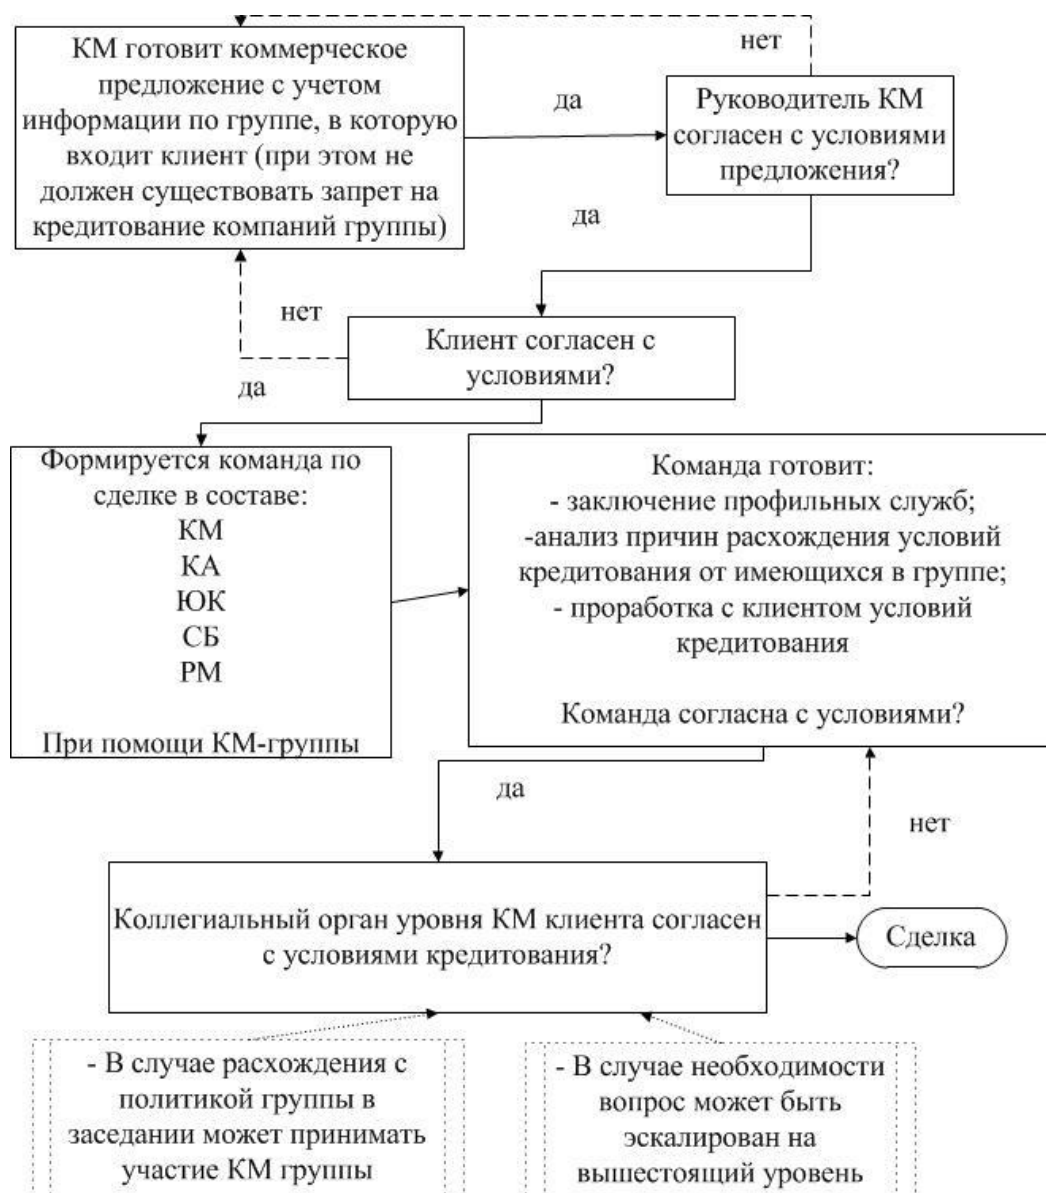 КМ готовит коммерческое
предложение с учетом
информации по группе, в которую
входит клиент (при этом не
должен существовать запрет на
кредитование компаний группы)
нет
да
Руководитель КМ
согласен с условиями
предложения?
да
нет
Клиент согласен с
условиями?
да
Формируется команда по
сделке в составе:
КМ
КА
ЮК
СБ
РМ
При помощи КМ-группы
Команда готовит:
- заключение профильных служб;
-анализ причин расхождения условий
кредитования от имеющихся в группе;
- проработка с клиентом условий
кредитования
Команда согласна с условиями?
да
нет
Коллегиальный орган уровня КМ клиента согласен
с условиями кредитования?
Сделка
- В случае расхождения с
политикой группы в
заседании может принимать
участие КМ группы
- В случае необходимости
вопрос может быть
эскалирован на
вышестоящий уровень